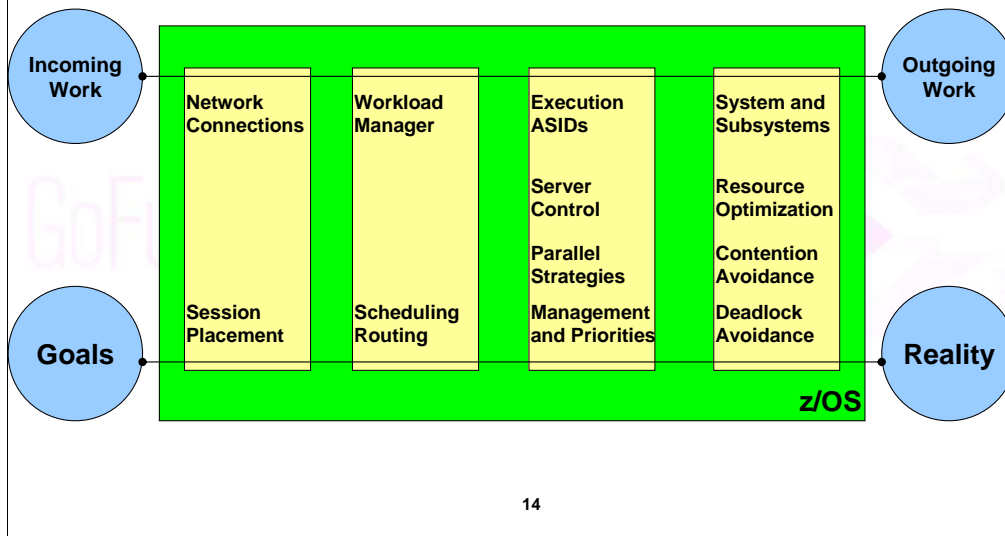 Incoming
Work
Outgoing
Work
Network
Connections
Workload
Manager
Execution
ASIDs
System and
Subsystems
Server
Control
Resource
Optimization
Parallel
Strategies
Contention
Avoidance
Session
Placement
Scheduling
Routing
Management
and Priorities
Deadlock
Avoidance
Goals
Reality
z/OS
14